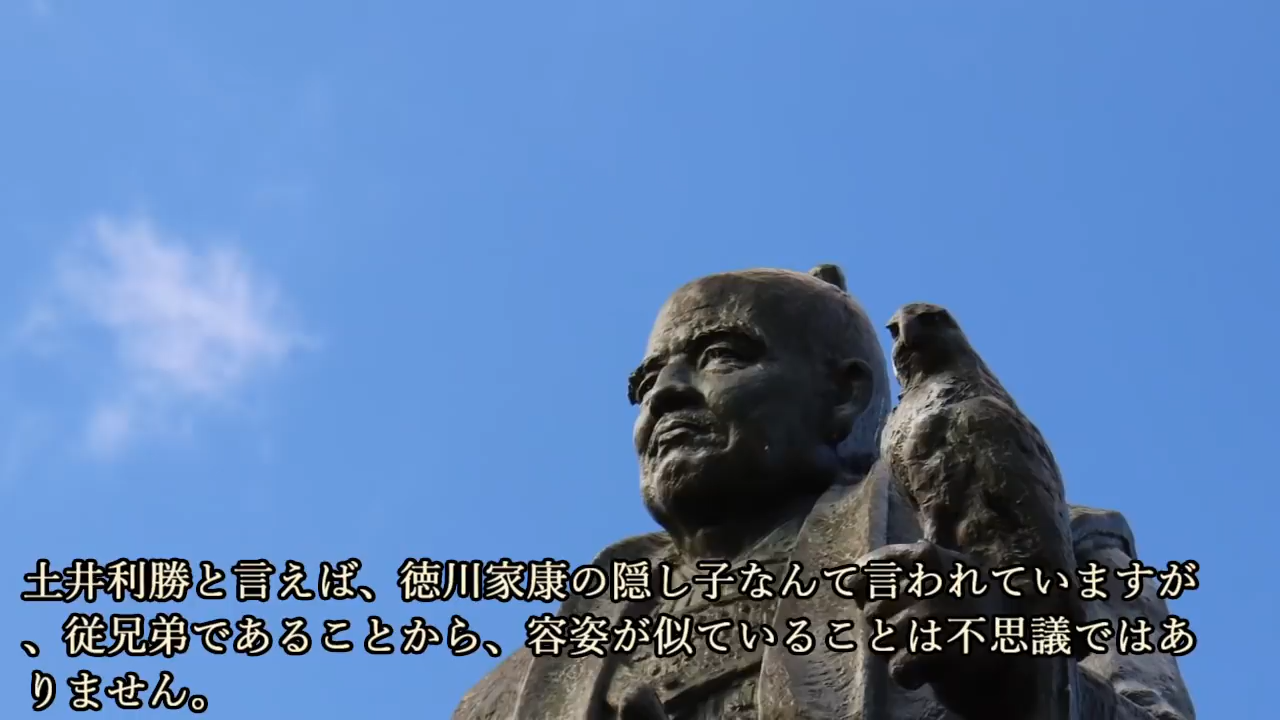 土井利勝と言えば、徳川家康の隠し子なんて言われていますが
、従兄弟であることから、容姿が似ていることは不思議ではあ
りません。